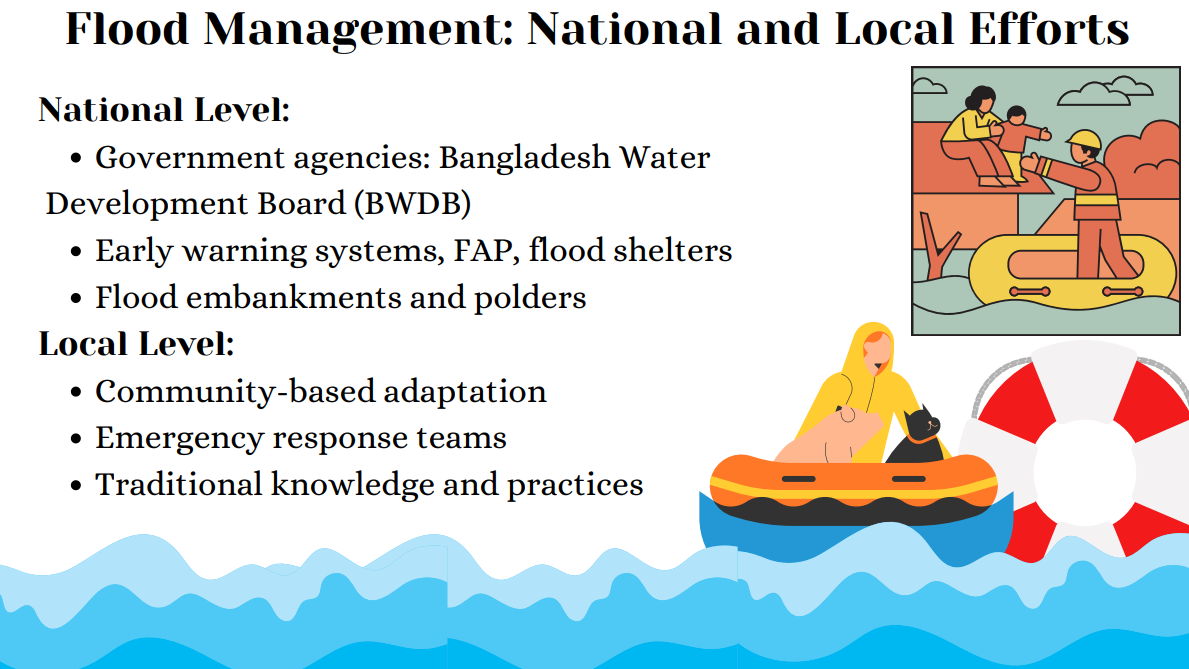 Flood Management: National and Local Efforts
National Level:
• Government agencies: Bangladesh Water
Development Board (BWDB)
• Early warning systems, FAP, flood shelters
• Flood embankments and polders
Local Level:
• Community-based adaptation
• Emergency response teams
• Traditional knowledge and practices